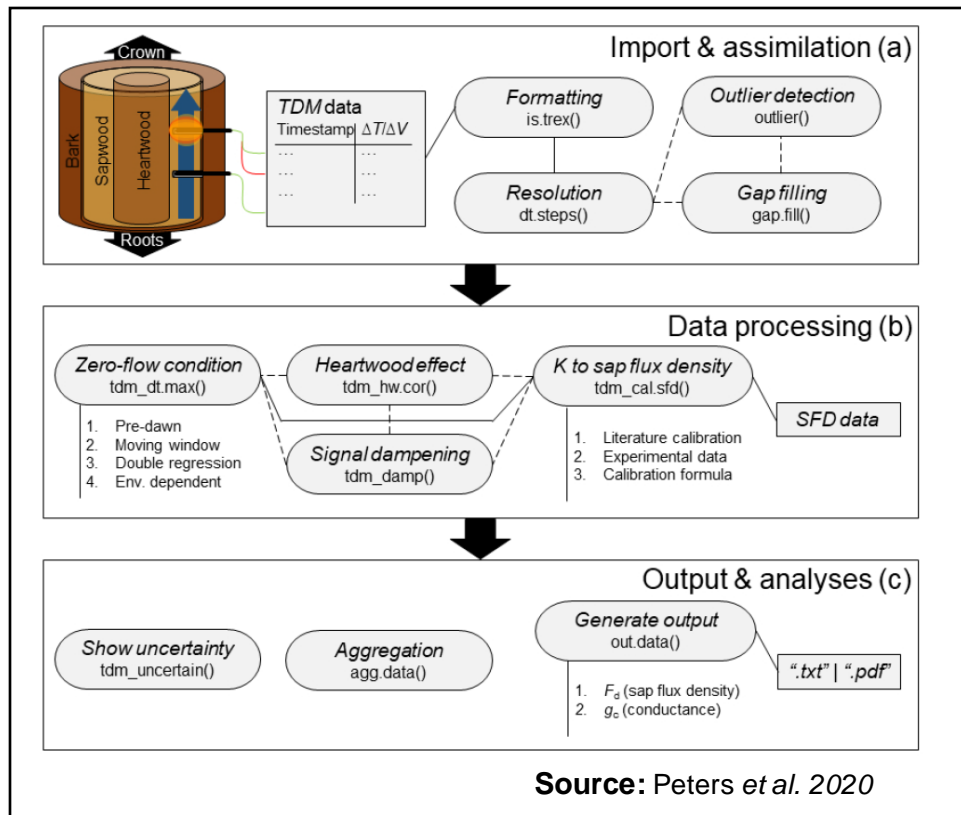 Import & assimilation (a)
Crown
Bark
Sapwood
Heartwood
Roots
TDM data
Timestamp ΔT/ΔV
... ...
... ...
... ...
Formatting
is.trex()
Outlier detection
outlier()
Resolution
dt.steps()
Gap filling
gap.fill()
Data processing (b)
Zero-flow condition
tdm_dt.max()
1. Pre-dawn
2. Moving window
3. Double regression
4. Env. dependent
Heartwood effect
tdm_hw.cor()
Signal dampening
tdm_damp()
K to sap flux density
tdm_cal.sfd()
1. Literature calibration
2. Experimental data
3. Calibration formula
SFD data
Output & analyses (c)
Show uncertainty
tdm_uncertain()
Aggregation
agg.data()
Generate output
out.data()
1. Fd (sap flux density)
2. gc (conductance)
“.txt” | “.pdf”
Source: Peters et al. 2020